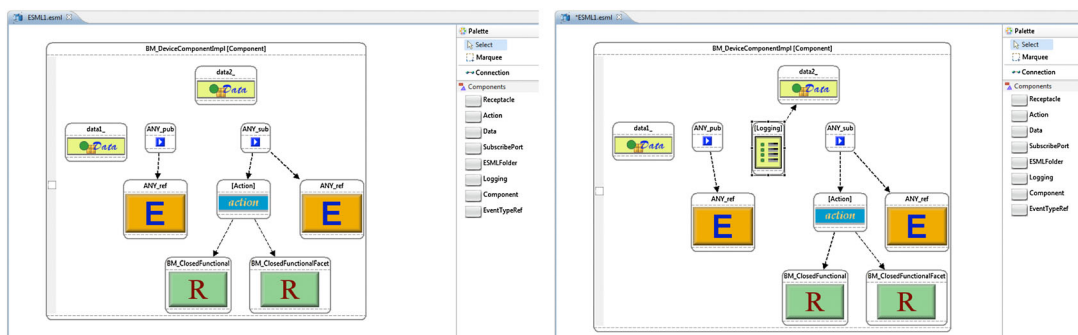 ESML1.esml
BM_DeviceComponentImpl [Component]
data2_
Data
data1_
Data
ANY_pub
ANY_sub
ANY_ref
E
[Action]
action
ANY_ref
E
BM_ClosedFunctional
R
BM_ClosedFunctionalFacet
R
Palette
Select
Marquee
Connection
Components
Receptacle
Action
Data
SubscribePort
ESMLFolder
Logging
Component
EventTypeRef
*ESML1.esml
BM_DeviceComponentImpl [Component]
data2_
Data
data1_
Data
ANY_pub
[Logging]
ANY_sub
ANY_ref
E
[Action]
action
ANY_ref
E
BM_ClosedFunctional
R
BM_ClosedFunctionalFacet
R
Palette
Select
Marquee
Connection
Components
Receptacle
Action
Data
SubscribePort
ESMLFolder
Logging
Component
EventTypeRef